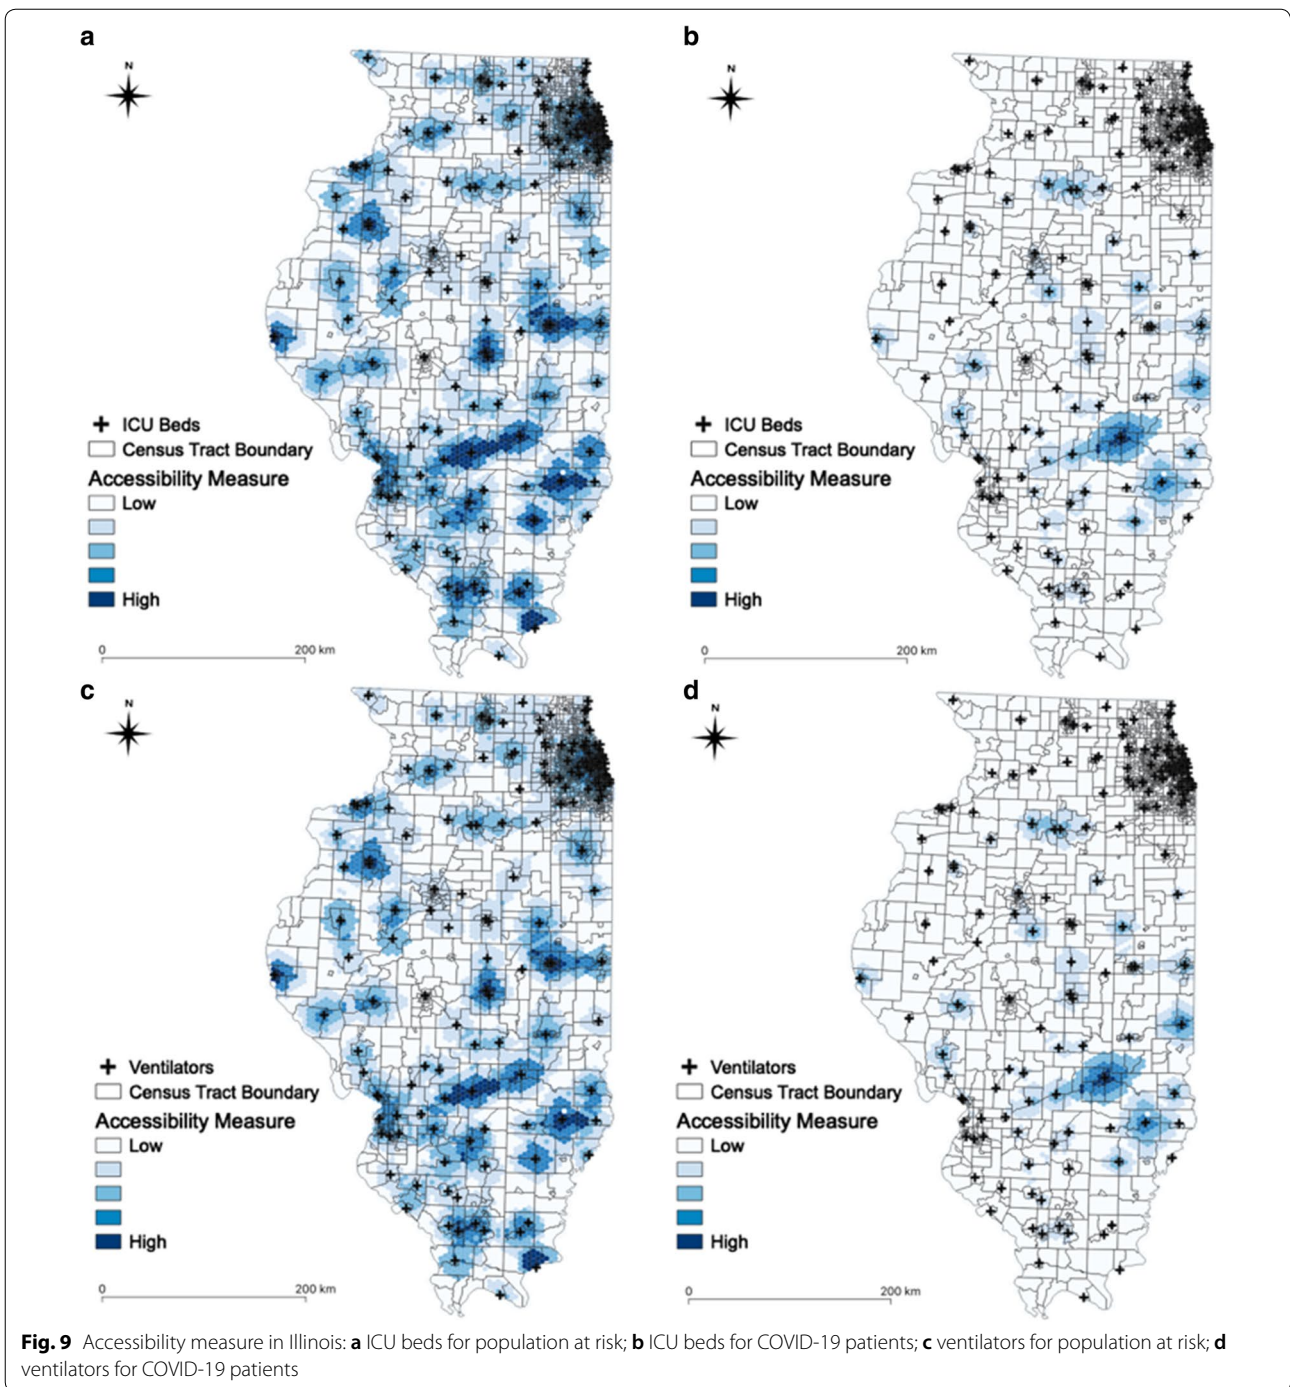 a
N
ICU Beds
Census Tract Boundary
Accessibility Measure
Low
High
0 200 km
b
N
ICU Beds
Census Tract Boundary
Accessibility Measure
Low
High
0 200 km
c
N
Ventilators
Census Tract Boundary
Accessibility Measure
Low
High
0 200 km
d
N
Ventilators
Census Tract Boundary
Accessibility Measure
Low
High
0 200 km
Fig. 9 Accessibility measure in Illinois: a ICU beds for population at risk; b ICU beds for COVID-19 patients; c ventilators for population at risk; d
ventilators for COVID-19 patients